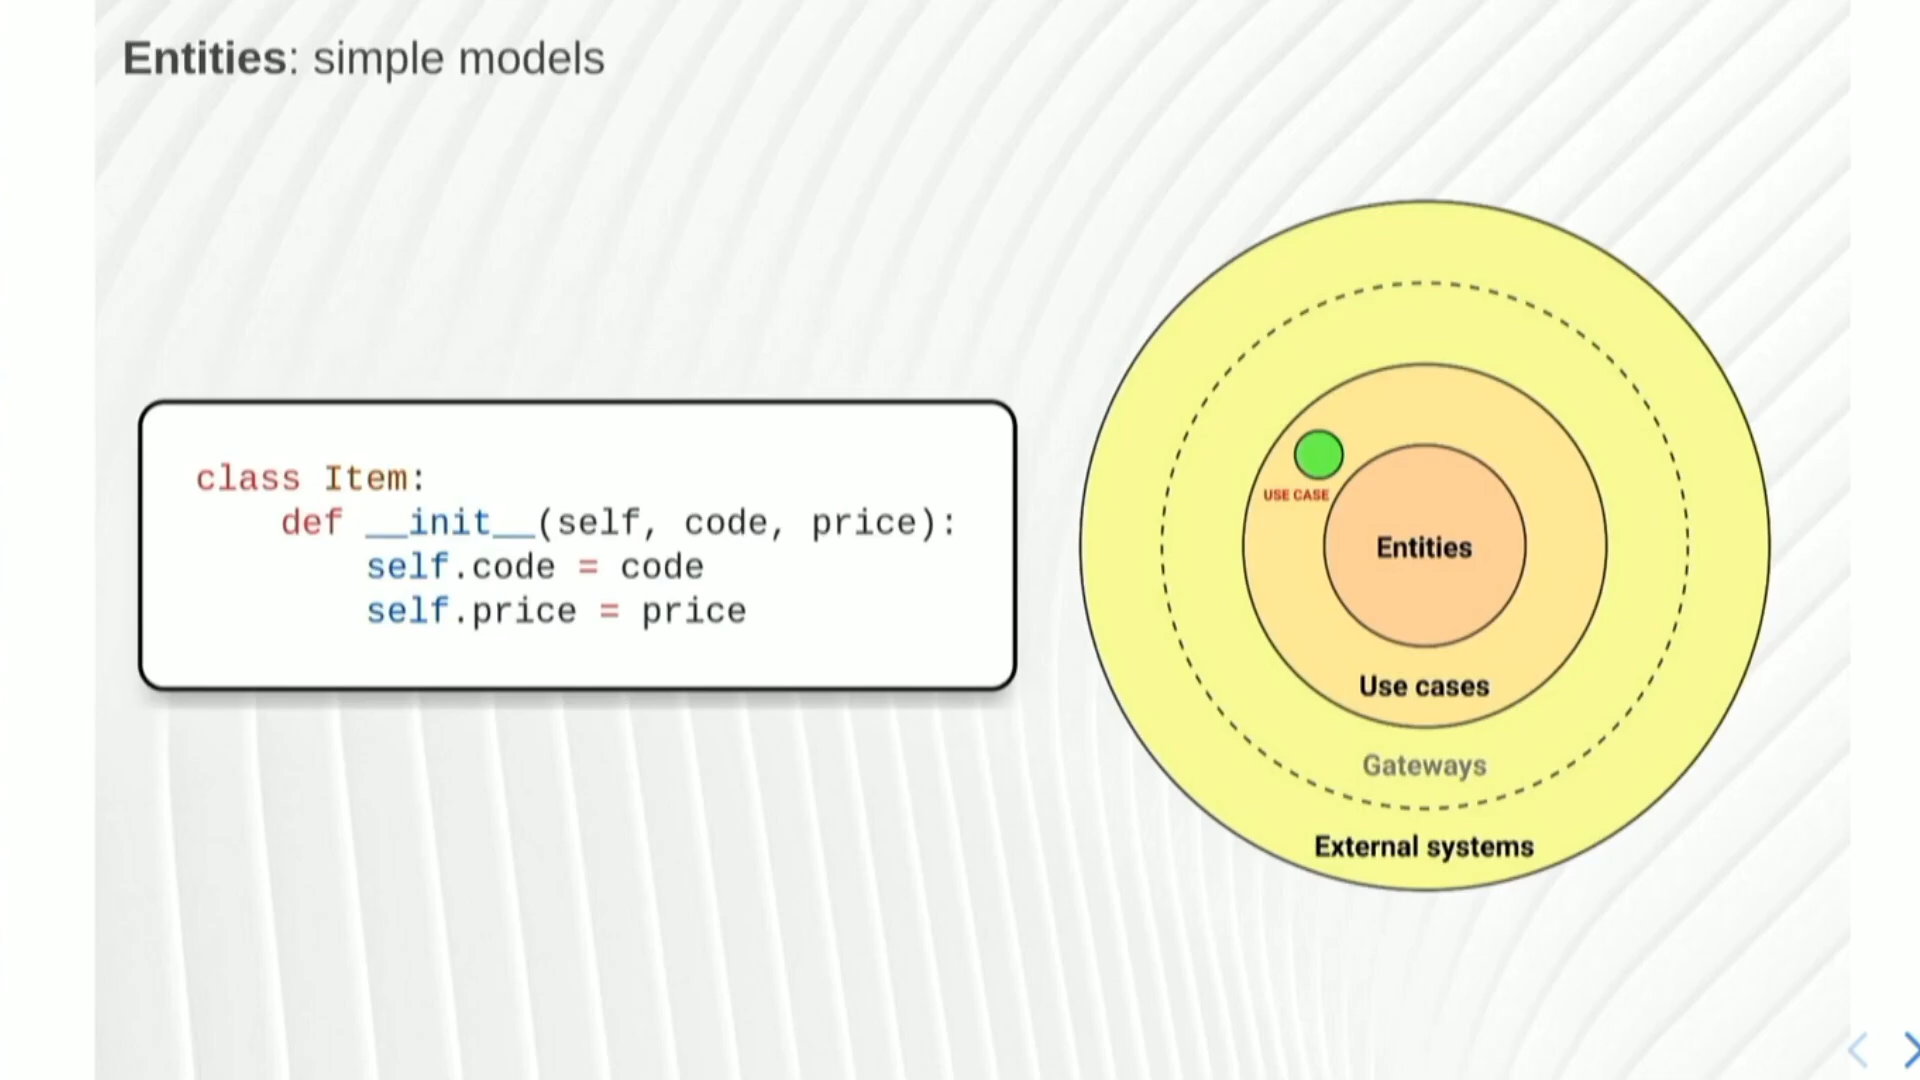 Entities: simple models
class Item:
    def __init__(self, code, price):
        self.code = code
        self.price = price
USE CASE
Entities
Use cases
Gateways
External systems